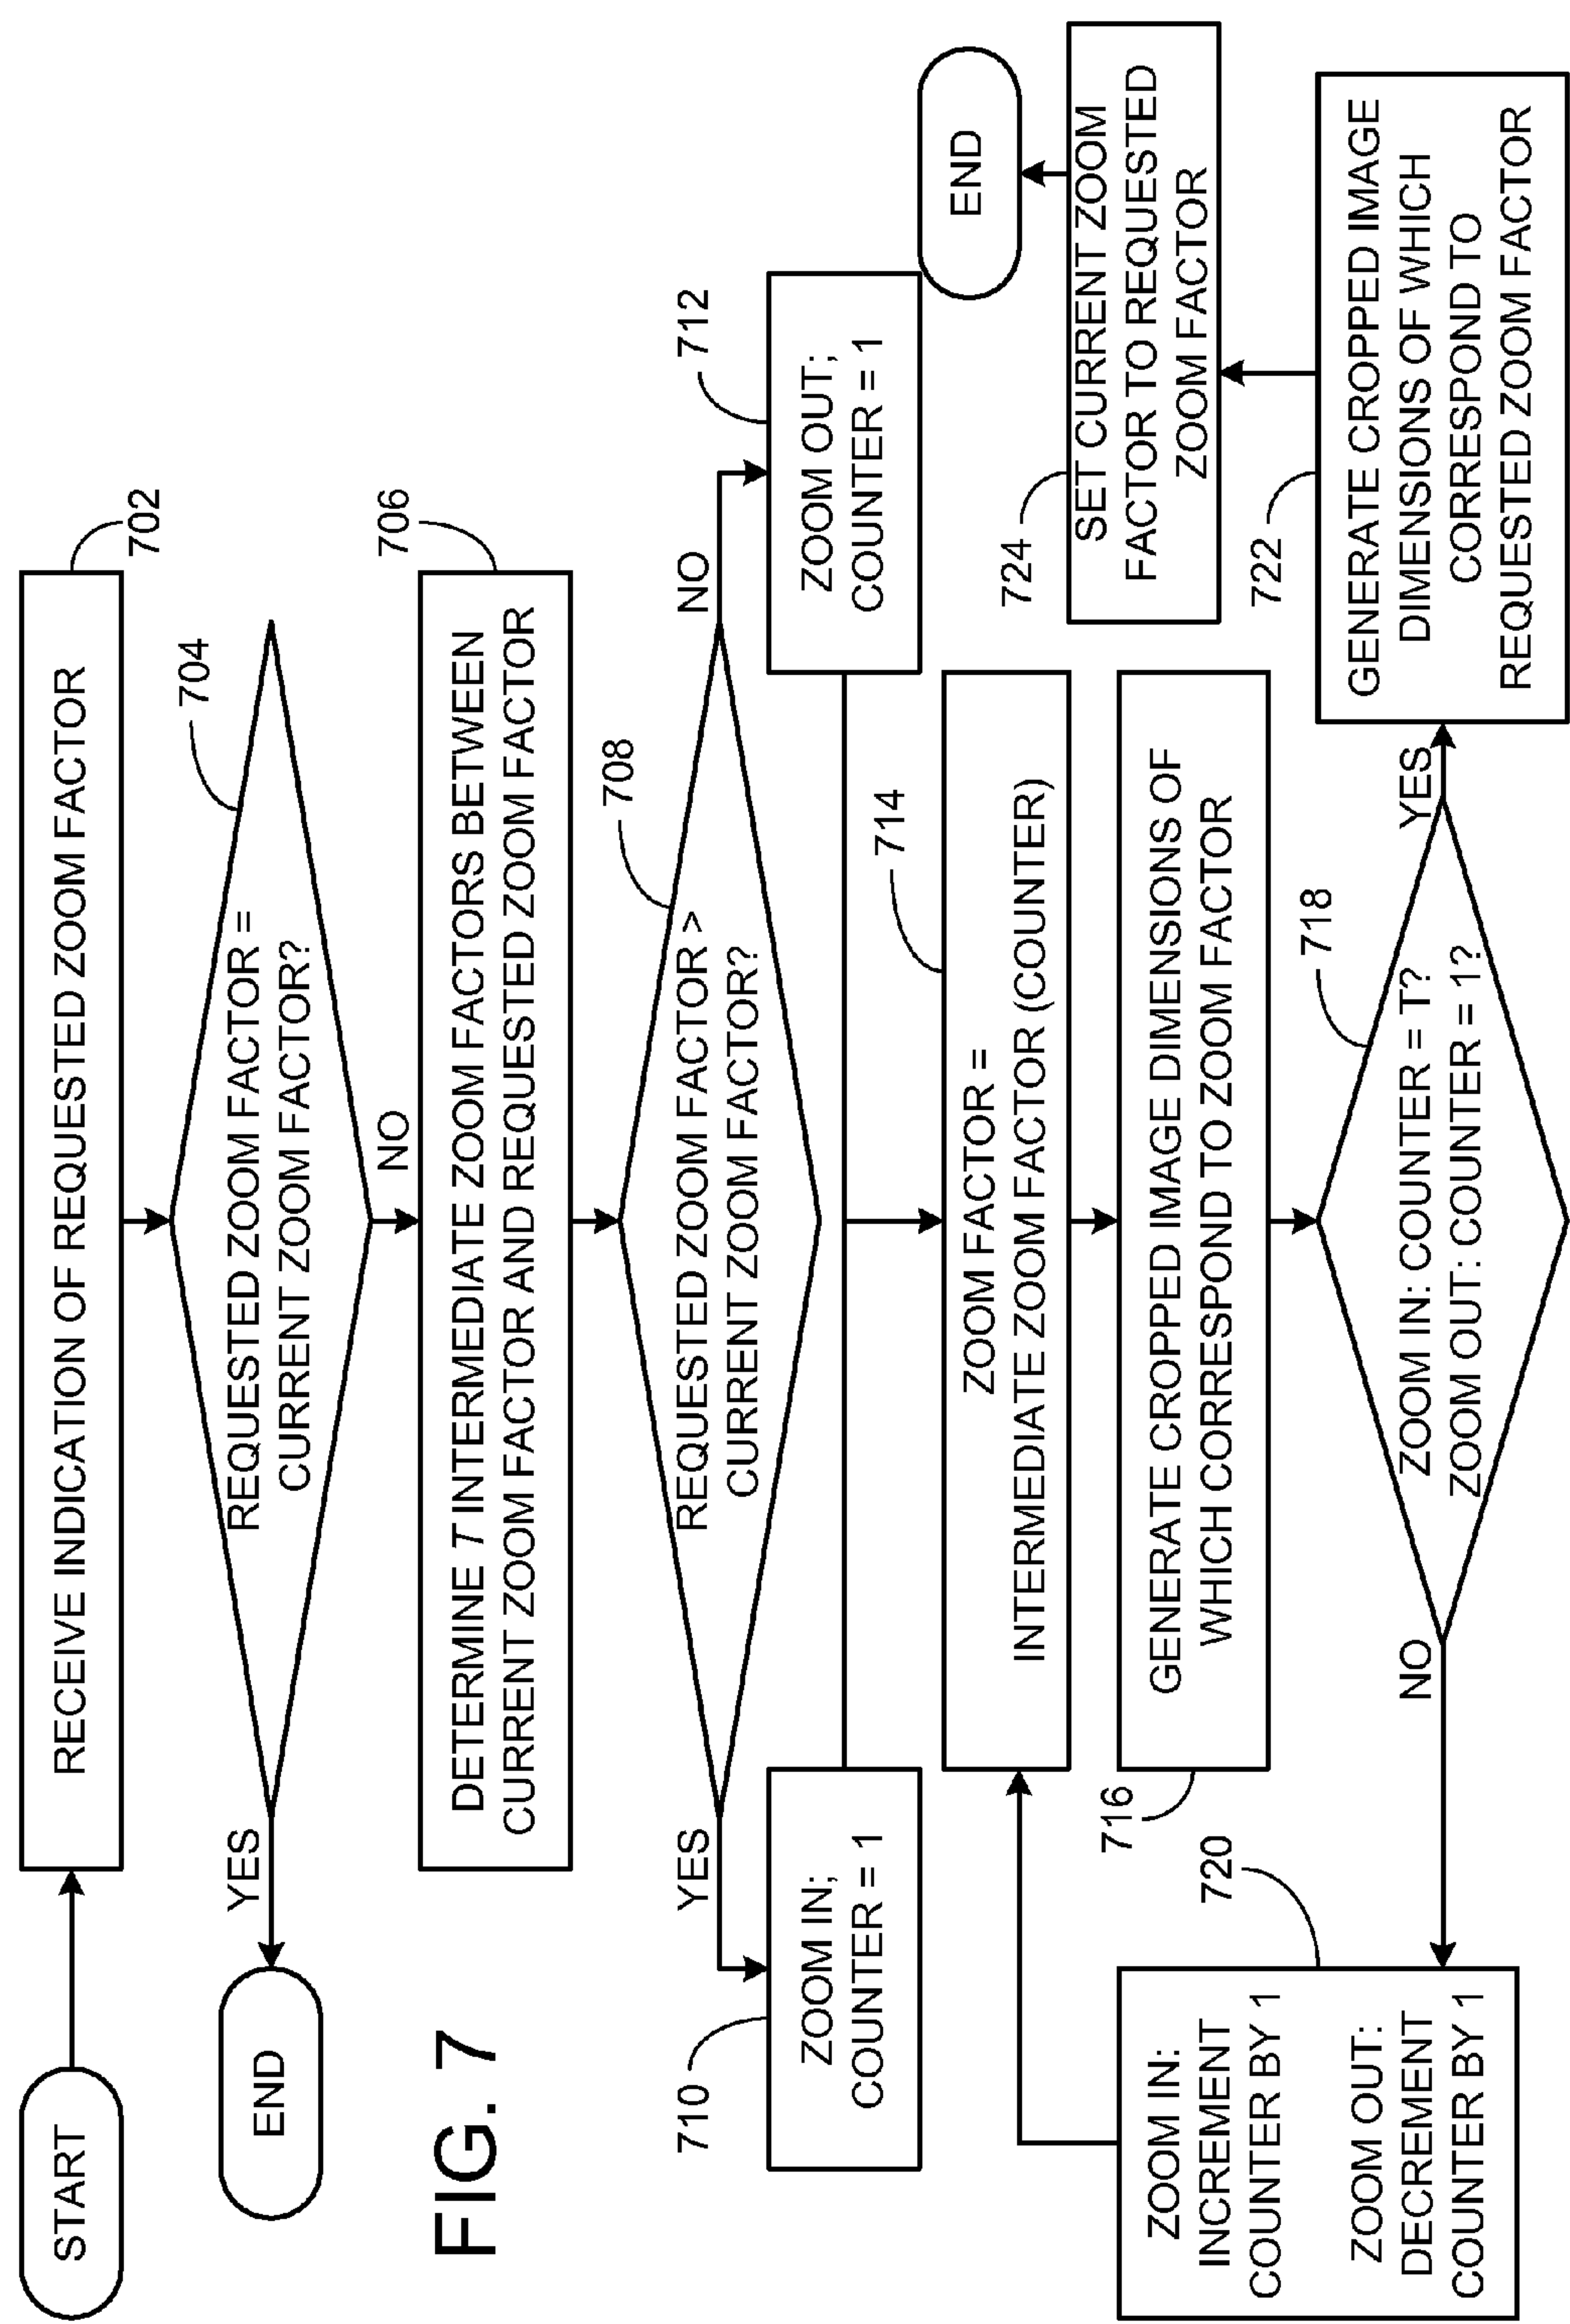 START
RECEIVE INDICATION OF REQUESTED ZOOM FACTOR
702
704
REQUESTED ZOOM FACTOR =
CURRENT ZOOM FACTOR?
YES
END
NO
706
DETERMINE T INTERMEDIATE ZOOM FACTORS BETWEEN
CURRENT ZOOM FACTOR AND REQUESTED ZOOM FACTOR
FIG. 7
708
REQUESTED ZOOM FACTOR >
CURRENT ZOOM FACTOR?
YES
NO
710
ZOOM IN;
COUNTER = 1
712
ZOOM OUT;
COUNTER = 1
714
ZOOM FACTOR =
INTERMEDIATE ZOOM FACTOR (COUNTER)
716
GENERATE CROPPED IMAGE DIMENSIONS OF
WHICH CORRESPOND TO ZOOM FACTOR
718
ZOOM IN: COUNTER = T?
ZOOM OUT: COUNTER = 1?
NO
YES
720
ZOOM IN:
INCREMENT
COUNTER BY 1
ZOOM OUT:
DECREMENT
COUNTER BY 1
722
GENERATE CROPPED IMAGE
DIMENSIONS OF WHICH
CORRESPOND TO
REQUESTED ZOOM FACTOR
724
SET CURRENT ZOOM
FACTOR TO REQUESTED
ZOOM FACTOR
END